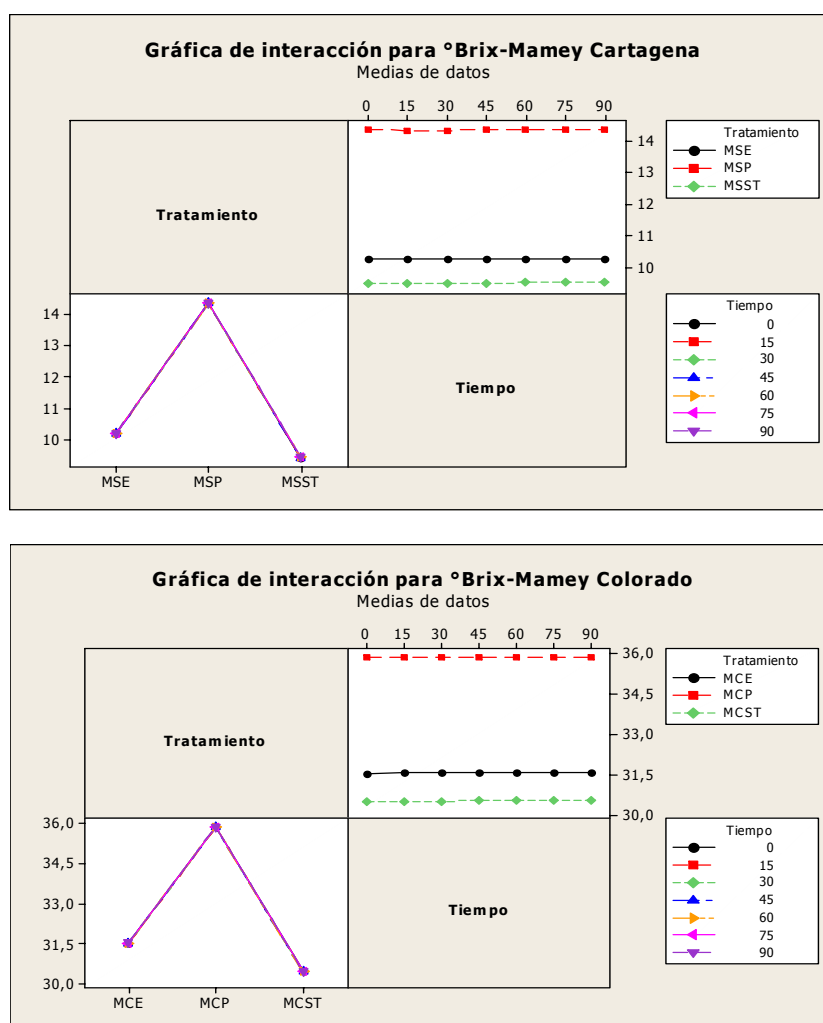 Gráfica de interacción para °Brix-Mamey Cartagena
Medias de datos
0 15 30 45 60 75 90
14
13
12
11
10
Tratamiento
Tratamiento
MSE
MSP
MSST
14
13
12
11
10
Tiempo
Tiempo
0
15
30
45
60
75
90
MSE MSP MSST
Gráfica de interacción para °Brix-Mamey Colorado
Medias de datos
0 15 30 45 60 75 90
36,0
34,5
33,0
31,5
30,0
Tratamiento
Tratamiento
MCE
MCP
MCST
36,0
34,5
33,0
31,5
30,0
Tiempo
Tiempo
0
15
30
45
60
75
90
MCE MCP MCST